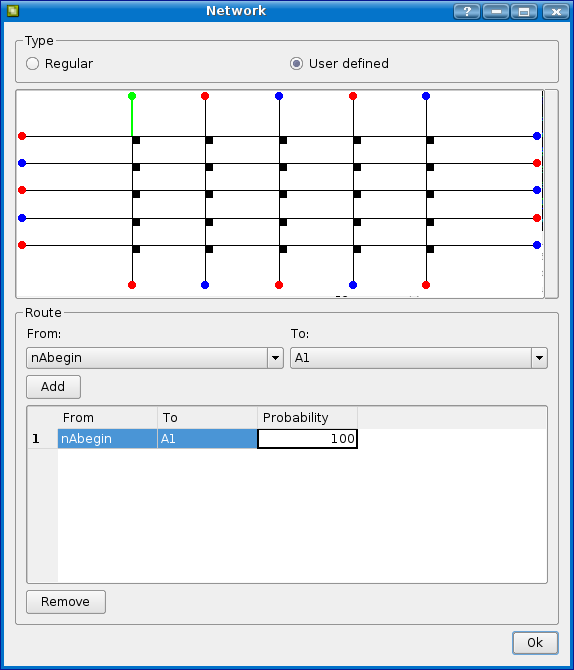 Network
?
Type
Regular
User defined
Route
From:
To:
nAbegin
A1
Add
From To Probability
1 nAbegin A1 100
Remove
Ok